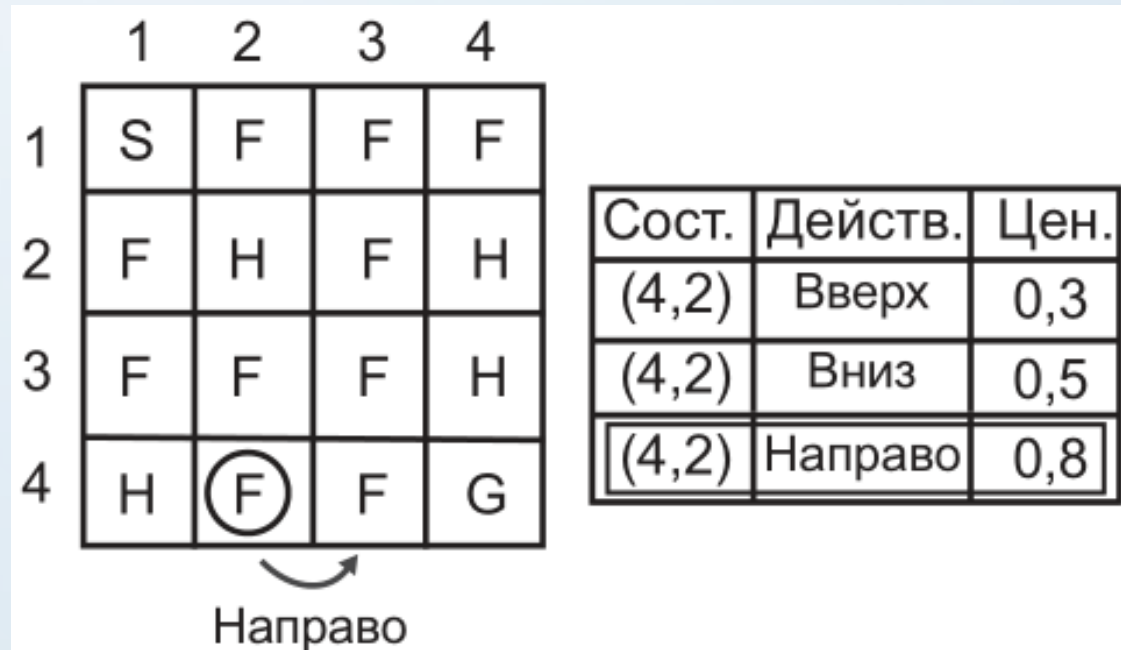 1 2 3 4
1 S F F F
2 F H F H
3 F F F H
4 H F F G
Направо
Сост. Действ. Цен.
(4,2) Вверх 0,3
(4,2) Вниз 0,5
(4,2) Направо 0,8